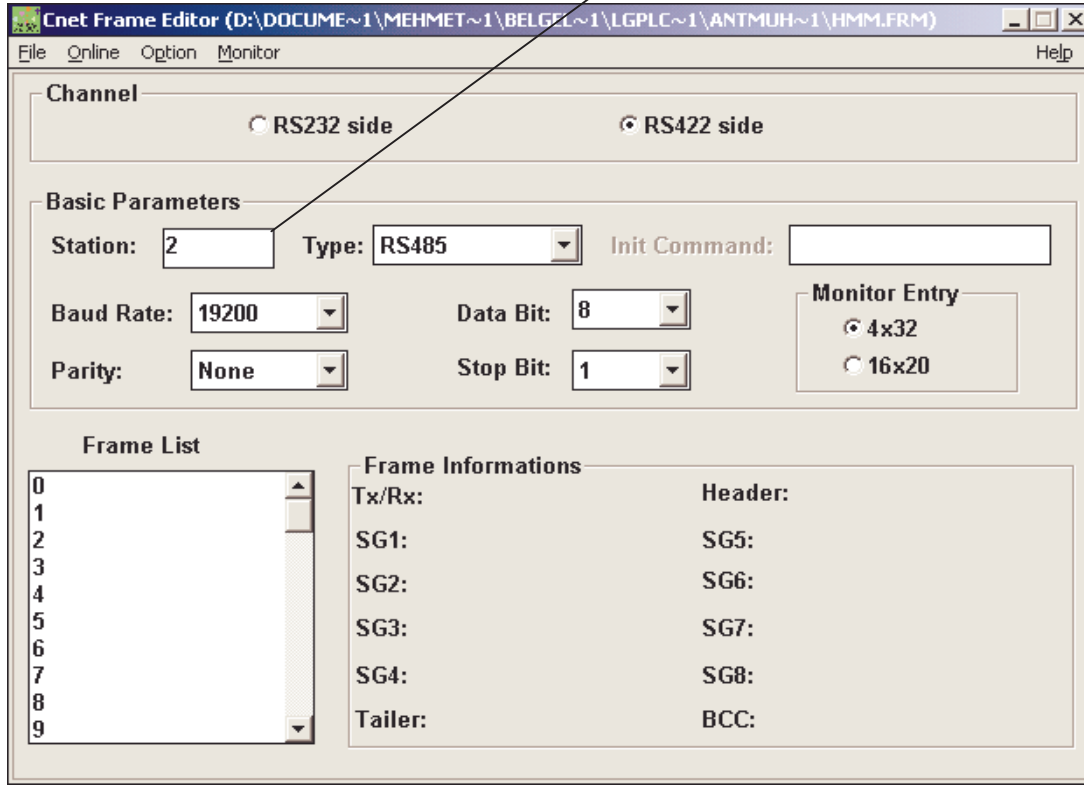 Cnet Frame Editor (D:\DOCUME~1\MEHMET~1\BELGEL~1\LGPLC~1\ANTMUH~1\HMM.FRM)
File Online Option Monitor Help
Channel
RS232 side RS422 side
Basic Parameters
Station: 2 Type: RS485 Init Command:
Baud Rate: 19200 Data Bit: 8
Parity: None Stop Bit: 1
Monitor Entry
4x32
16x20
Frame List
0
1
2
3
4
5
6
7
8
9
Frame Informations
Tx/Rx: Header:
SG1: SG5:
SG2: SG6:
SG3: SG7:
SG4: SG8:
Tailer: BCC: